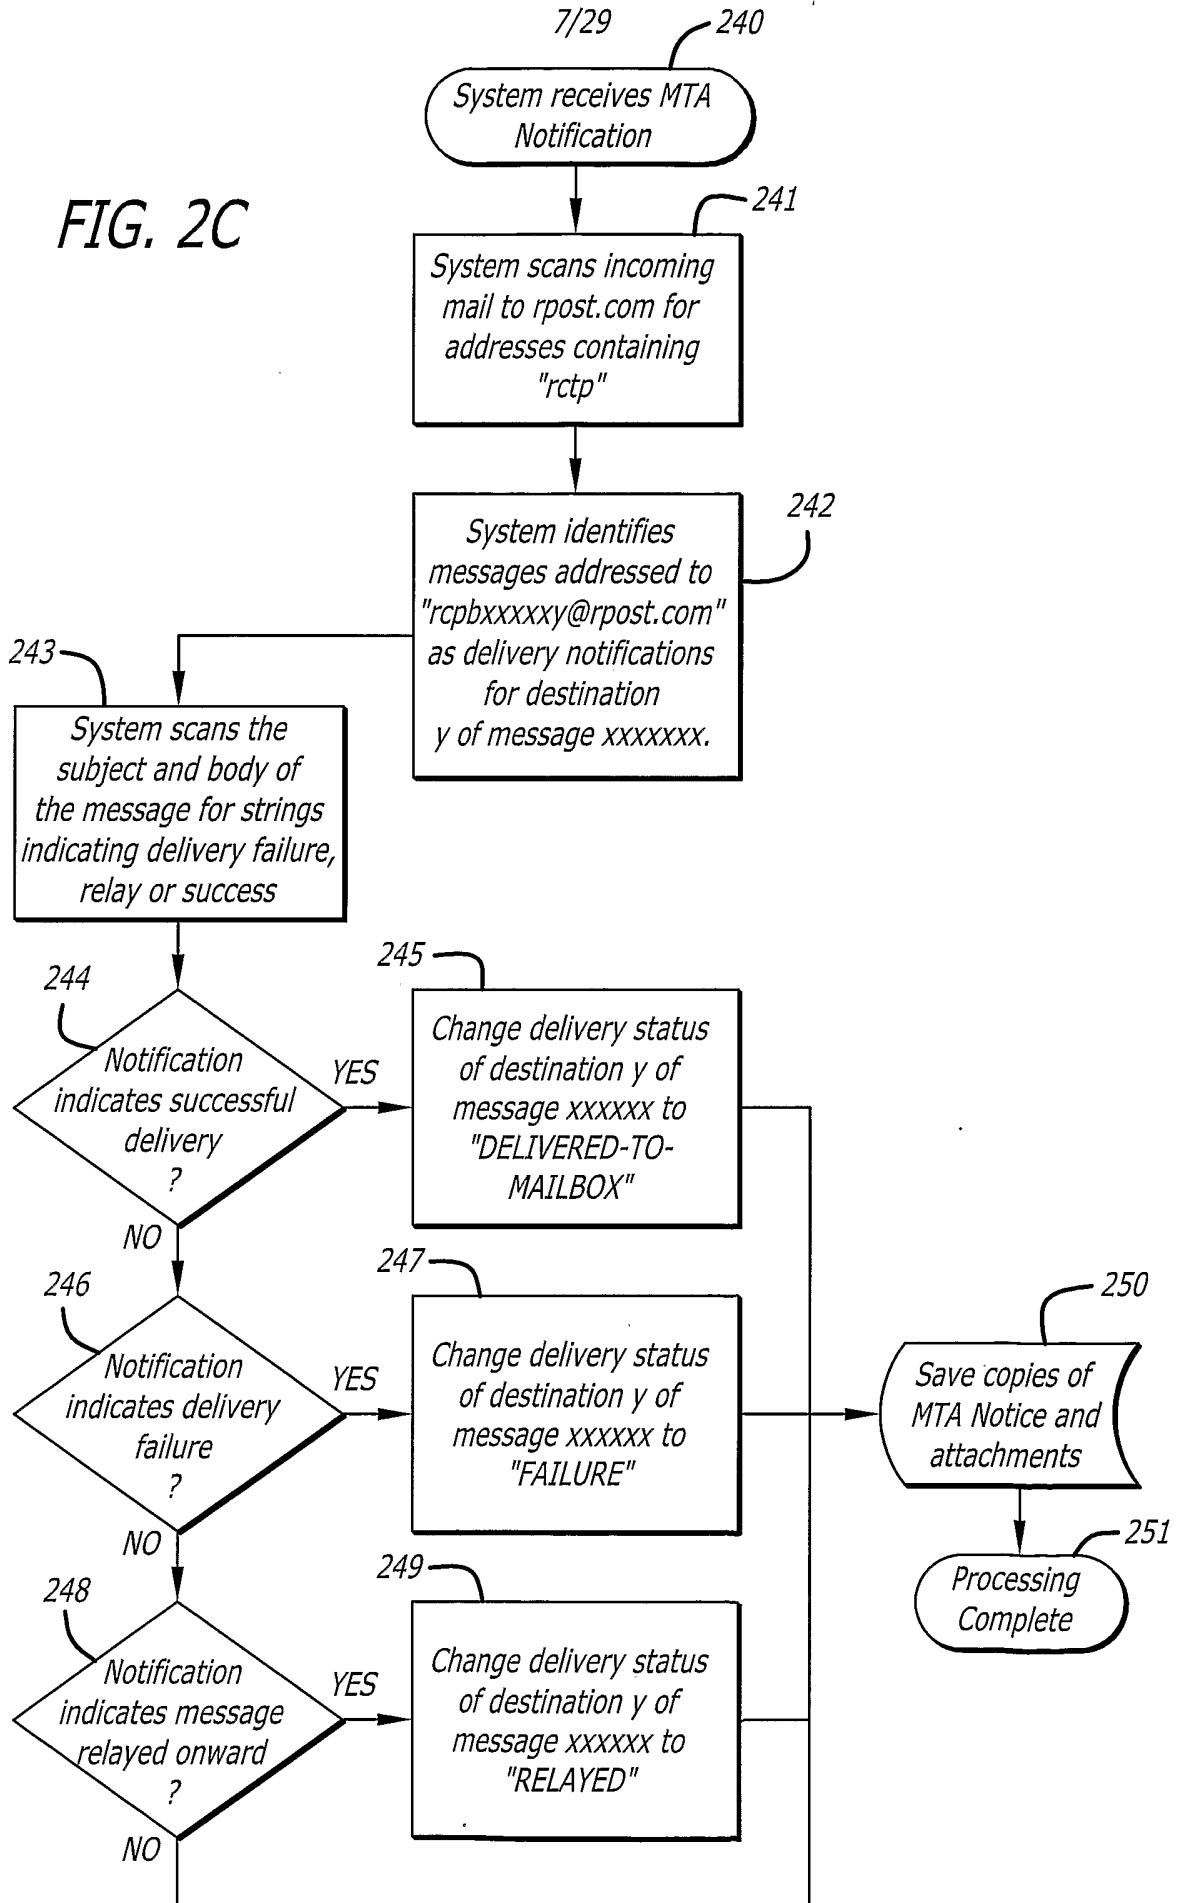 7/29
240
System receives MTA
Notification
FIG. 2C
241
System scans incoming
mail to rpost.com for
addresses containing
"rctp"
242
System identifies
messages addressed to
"rcpbxxxxxy@rpost.com"
as delivery notifications
for destination
y of message xxxxxxx.
243
System scans the
subject and body of
the message for strings
indicating delivery failure,
relay or success
244
Notification
indicates successful
delivery
?
YES
NO
245
Change delivery status
of destination y of
message xxxxxx to
"DELIVERED-TO-
MAILBOX"
246
Notification
indicates delivery
failure
?
YES
NO
247
Change delivery status
of destination y of
message xxxxxx to
"FAILURE"
248
Notification
indicates message
relayed onward
?
YES
NO
249
Change delivery status
of destination y of
message xxxxxx to
"RELAYED"
250
Save copies of
MTA Notice and
attachments
251
Processing
Complete